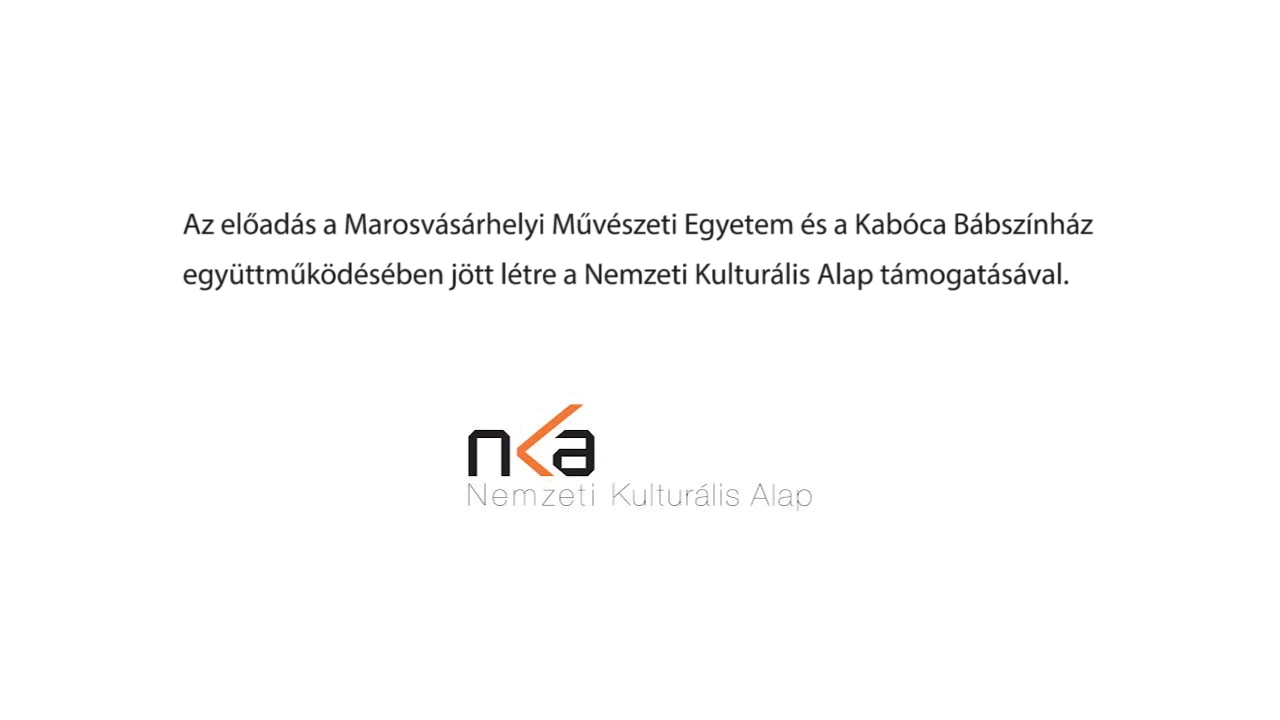 Az előadás a Marosvásárhelyi Művészeti Egyetem és a Kabóca Bábszínház
együttműködésében jött létre a Nemzeti Kulturális Alap támogatásával.
nka
Nemzeti Kulturális Alap